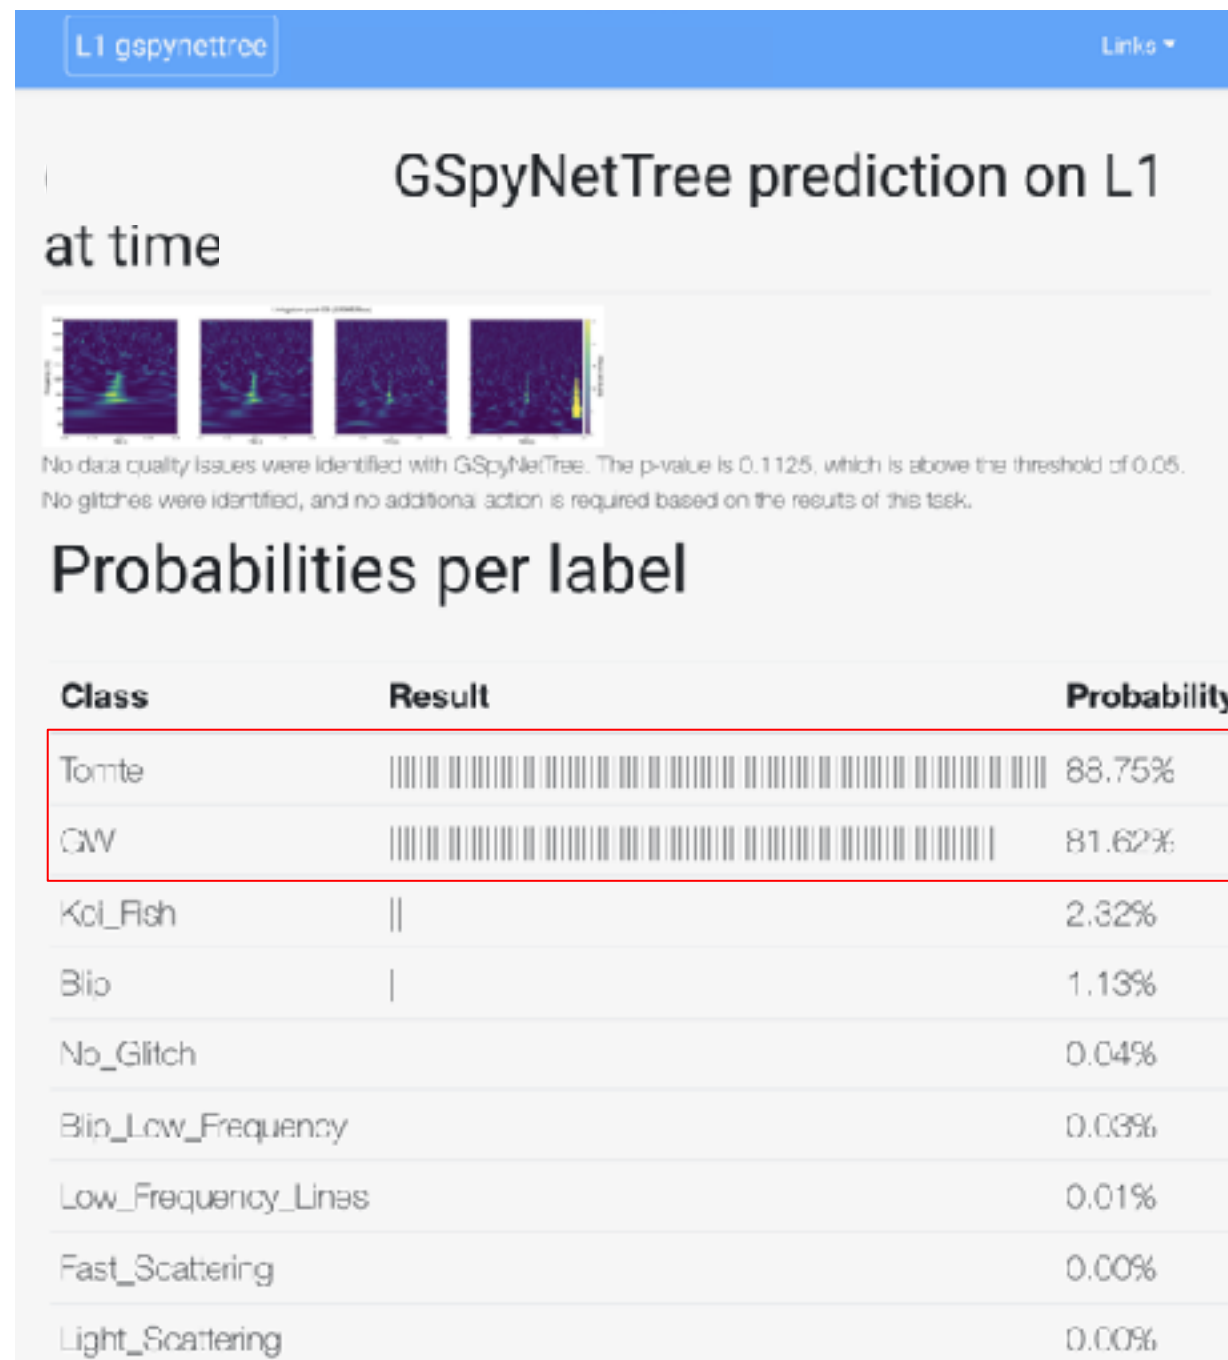 L1 gspynettree
Links
GSpyNetTree prediction on L1
at time
No data quality issues were identified with GSpyNetTree. The p-value is 0.1125, which is above the threshold of 0.05.
No glitches were identified, and no additional action is required based on the results of this task.
Probabilities per label
Class Result Probability
Tomte 88.75%
GW 81.62%
Koi_Fish 2.32%
Blip 1.13%
No_Glitch 0.04%
Blip_Low_Frequency 0.03%
Low_Frequency_Lines 0.01%
Fast_Scattering 0.00%
Light_Scattering 0.00%